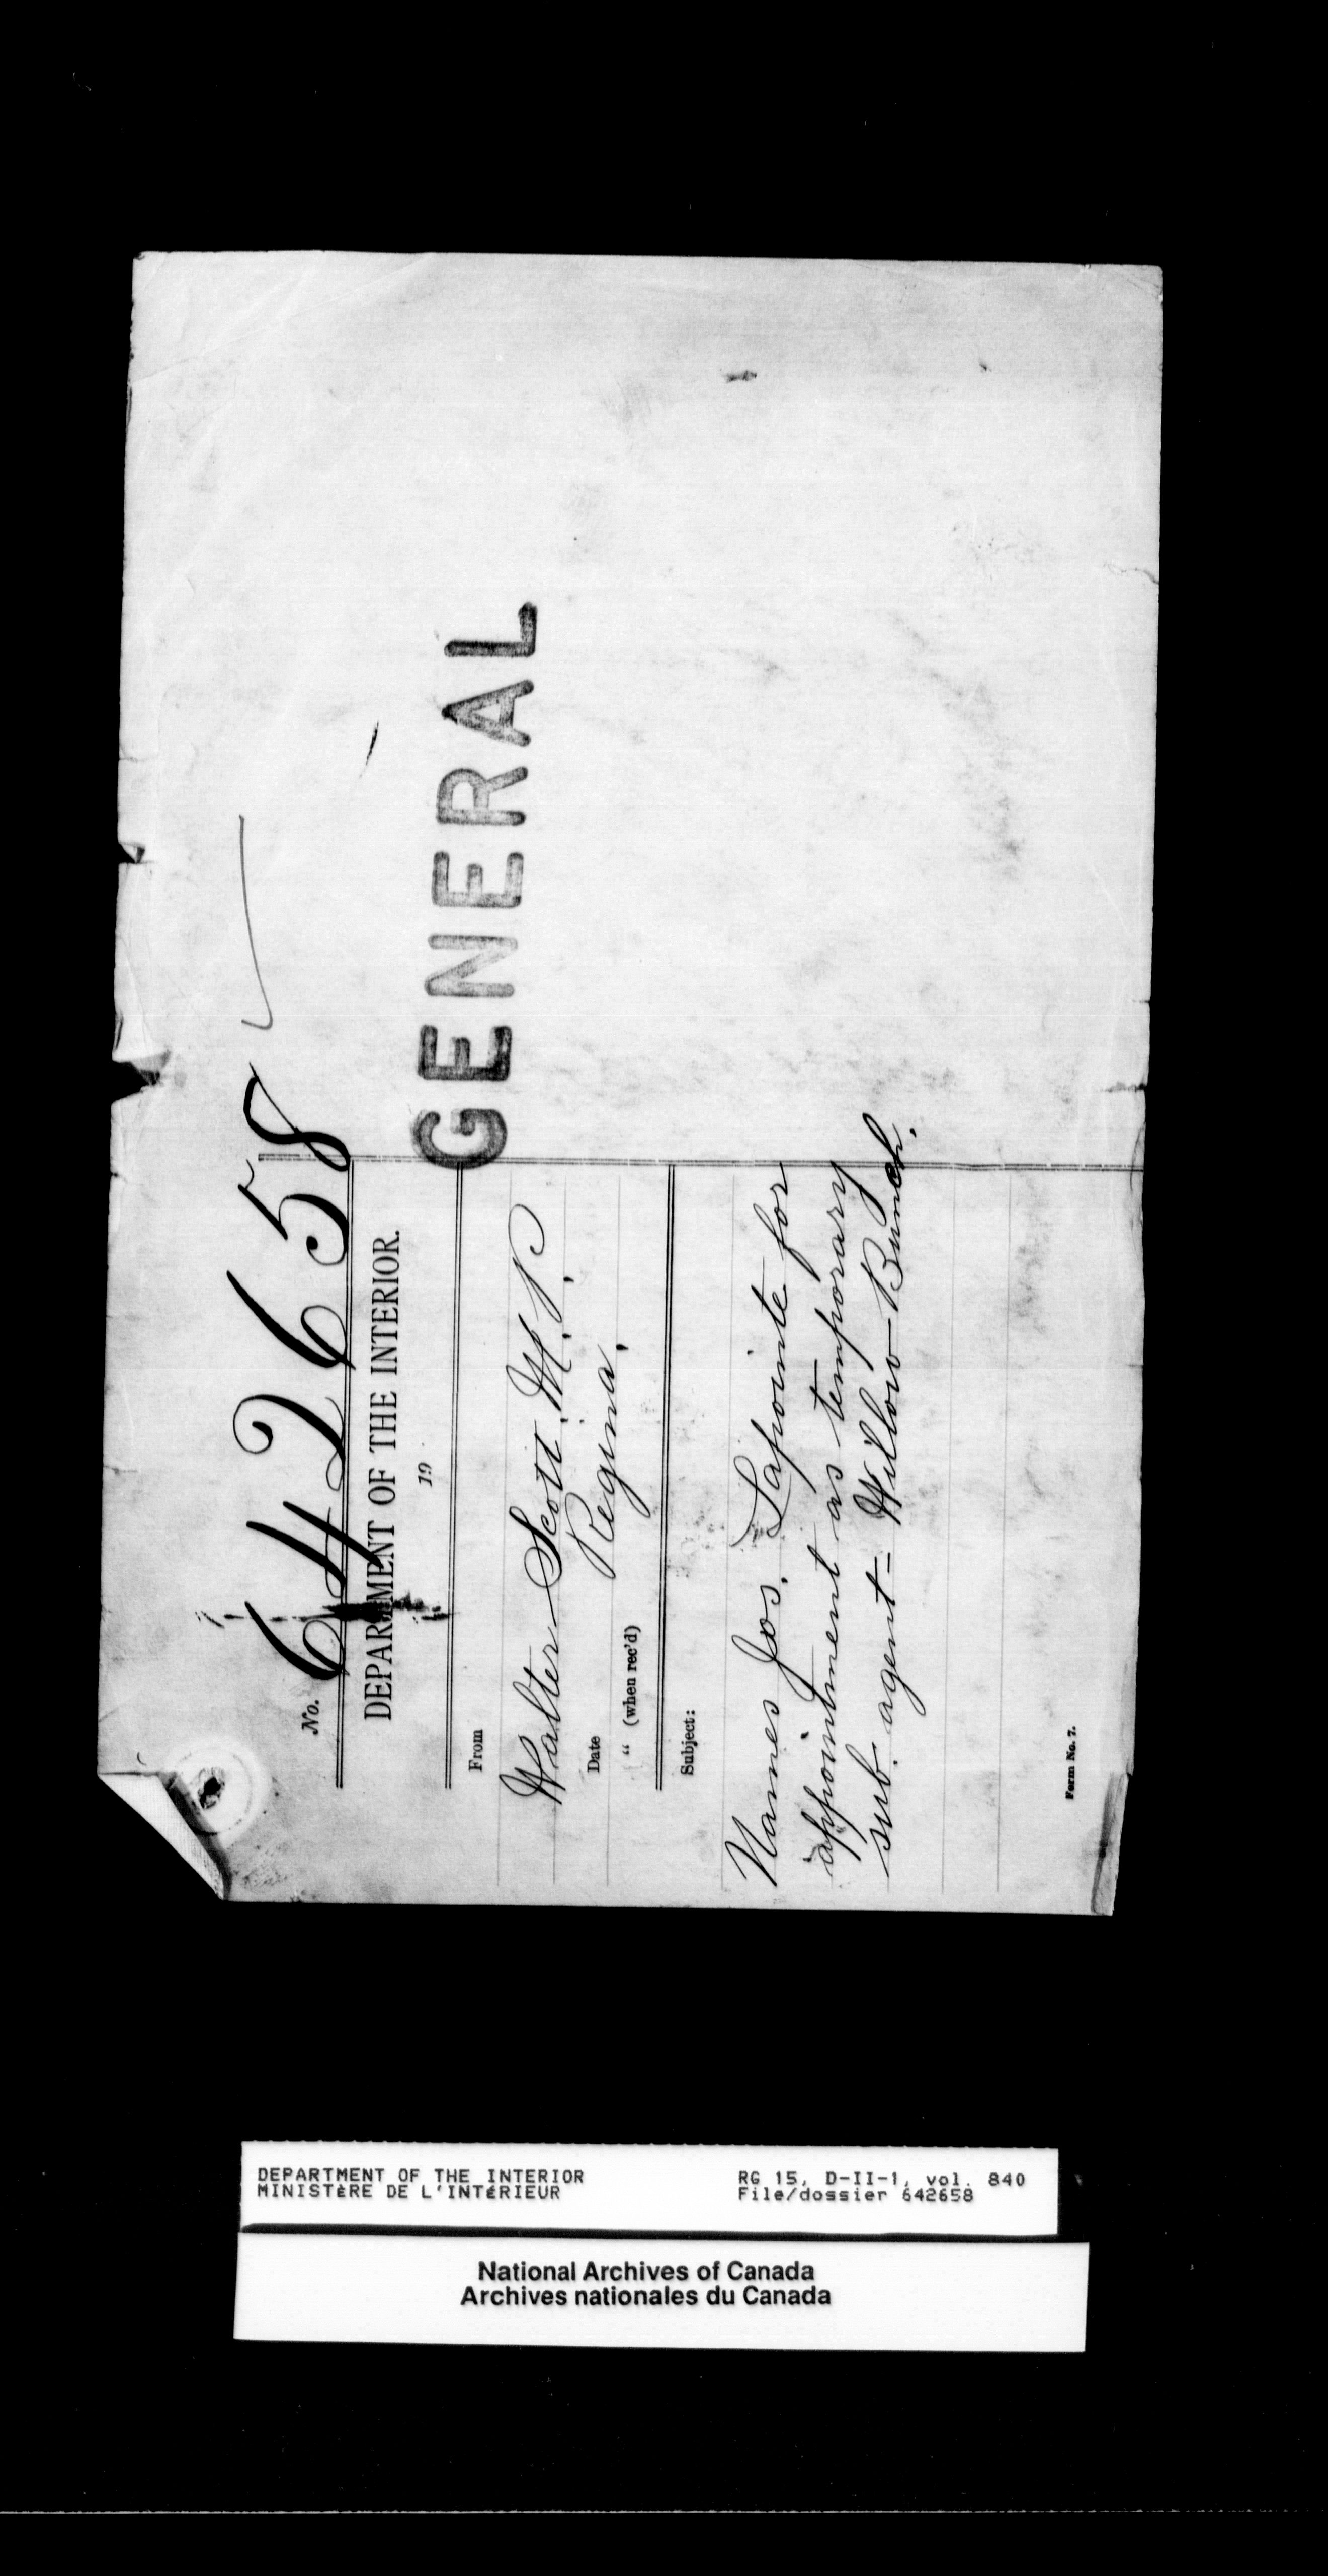 No. 642658
DEPARTMENT OF THE INTERIOR.
19
GENERAL
From
Walter Scott M.P.
Regina.
Date
" (when rec'd)
Subject:
Names Jos. Lapointe for
appointment as temporary
sub. agent - Willow Bunch.
Form No. 7.
DEPARTMENT OF THE INTERIOR RG 15, D-II-1, vol. 840
MINISTÈRE DE L'INTÉRIEUR File/dossier 642658
National Archives of Canada
Archives nationales du Canada